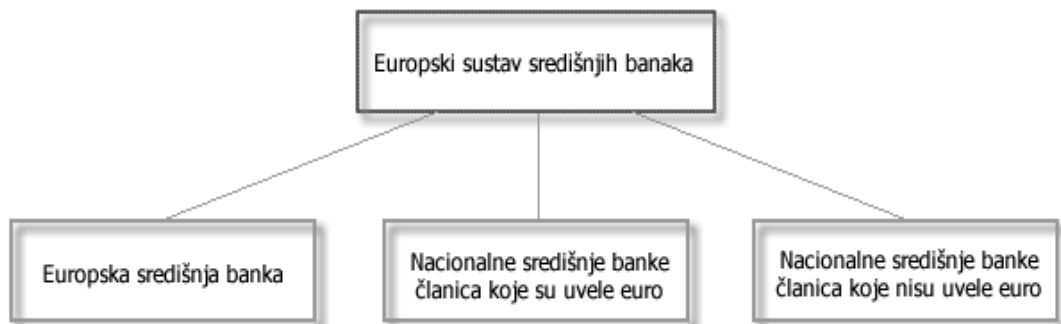 Europski sustav središnjih banaka
Europska središnja banka
Nacionalne središnje banke
članica koje su uvele euro
Nacionalne središnje banke
članica koje nisu uvele euro